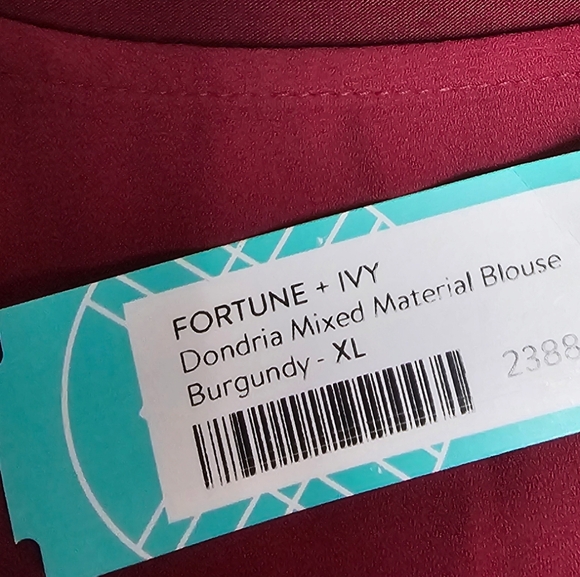 FORTUNE + IVY
Dondria Mixed Material Blouse
Burgundy - XL
2388